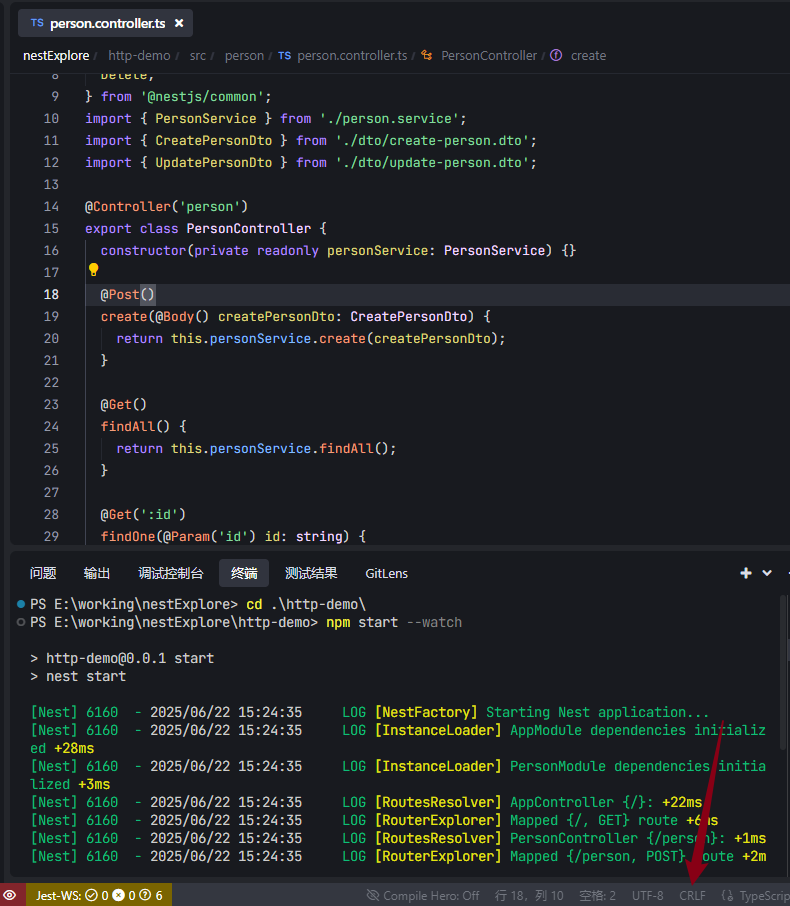 TS person.controller.ts ×
nestExplore / http-demo / src / person / TS person.controller.ts / PersonController / create
8 Delete,
9 } from '@nestjs/common';
10 import { PersonService } from './person.service';
11 import { CreatePersonDto } from './dto/create-person.dto';
12 import { UpdatePersonDto } from './dto/update-person.dto';
13
14 @Controller('person')
15 export class PersonController {
16 constructor(private readonly personService: PersonService) {}
17
18 @Post()
19 create(@Body() createPersonDto: CreatePersonDto) {
20 return this.personService.create(createPersonDto);
21 }
22
23 @Get()
24 findAll() {
25 return this.personService.findAll();
26 }
27
28 @Get(':id')
29 findOne(@Param('id') id: string) {
问题 输出 调试控制台 终端 测试结果 GitLens
PS E:\working\nestExplore> cd .\http-demo\
PS E:\working\nestExplore\http-demo> npm start --watch
> http-demo@0.0.1 start
> nest start
[Nest] 6160 - 2025/06/22 15:24:35 LOG [NestFactory] Starting Nest application...
[Nest] 6160 - 2025/06/22 15:24:35 LOG [InstanceLoader] AppModule dependencies initializ
ed +28ms
[Nest] 6160 - 2025/06/22 15:24:35 LOG [InstanceLoader] PersonModule dependencies initia
lized +3ms
[Nest] 6160 - 2025/06/22 15:24:35 LOG [RoutesResolver] AppController {/}: +22ms
[Nest] 6160 - 2025/06/22 15:24:35 LOG [RouterExplorer] Mapped {/, GET} route +6ms
[Nest] 6160 - 2025/06/22 15:24:35 LOG [RoutesResolver] PersonController {/person}: +1ms
[Nest] 6160 - 2025/06/22 15:24:35 LOG [RouterExplorer] Mapped {/person, POST} route +2m
Jest-WS: 0 0 6 Compile Hero: Off 行 18，列 10 空格: 2 UTF-8 CRLF TypeScrip